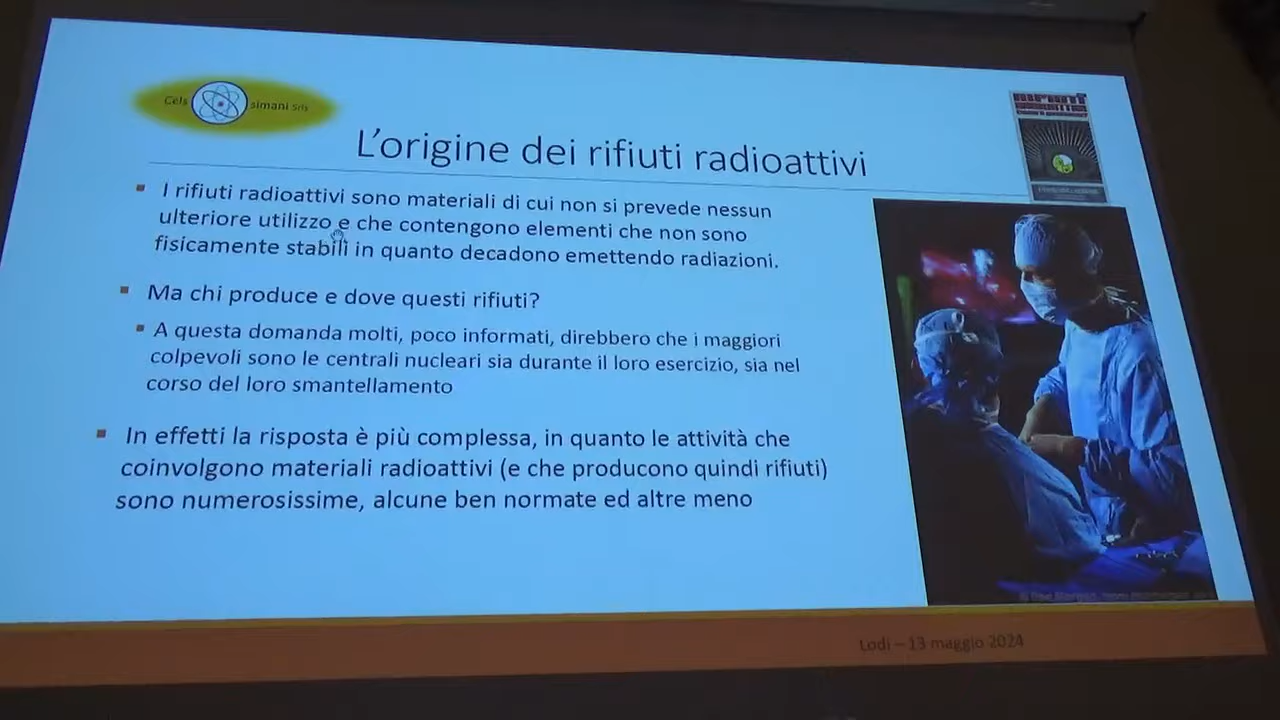 Cels simani Srls
L'origine dei rifiuti radioattivi
I rifiuti radioattivi sono materiali di cui non si prevede nessun
ulteriore utilizzo e che contengono elementi che non sono
fisicamente stabili in quanto decadono emettendo radiazioni.
Ma chi produce e dove questi rifiuti?
A questa domanda molti, poco informati, direbbero che i maggiori
colpevoli sono le centrali nucleari sia durante il loro esercizio, sia nel
corso del loro smantellamento
In effetti la risposta è più complessa, in quanto le attività che
coinvolgono materiali radioattivi (e che producono quindi rifiuti)
sono numerosissime, alcune ben normate ed altre meno
Lodi – 13 maggio 2024